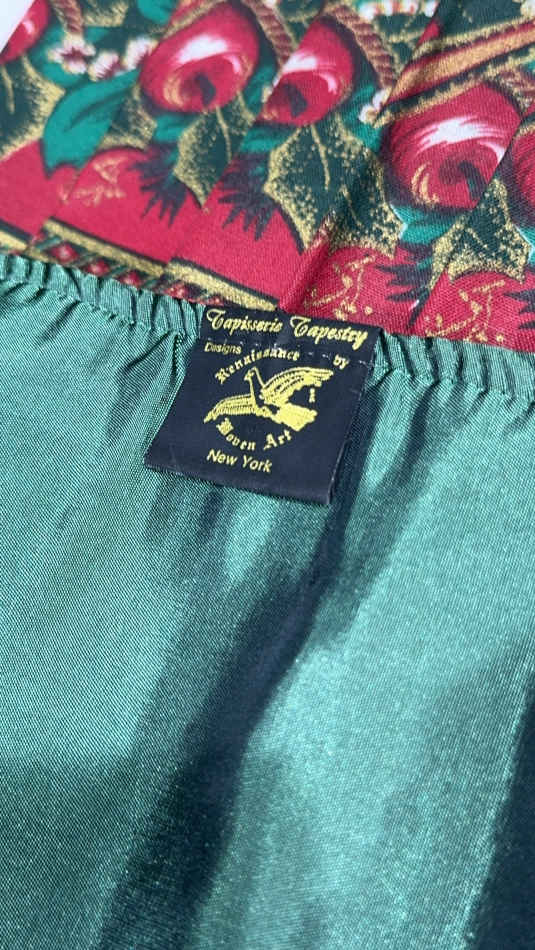 Tapisserie Tapestry
Designs by
Renaissance
Woven Art
New York